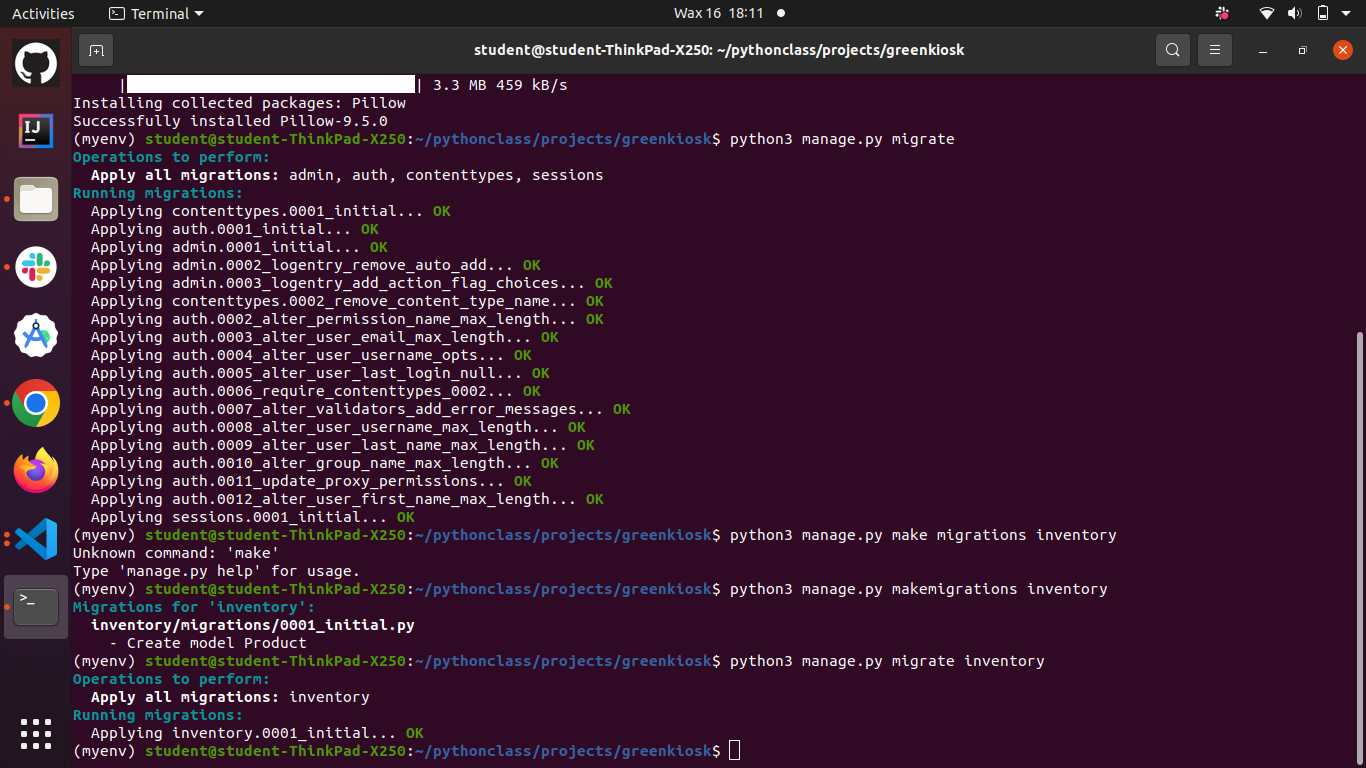 Activities
Terminal
Wax 16 18:11
student@student-ThinkPad-X250: ~/pythonclass/projects/greenkiosk
IJ
>_
|                                | 3.3 MB 459 kB/s
Installing collected packages: Pillow
Successfully installed Pillow-9.5.0
(myenv) student@student-ThinkPad-X250:~/pythonclass/projects/greenkiosk$ python3 manage.py migrate
Operations to perform:
  Apply all migrations: admin, auth, contenttypes, sessions
Running migrations:
  Applying contenttypes.0001_initial... OK
  Applying auth.0001_initial... OK
  Applying admin.0001_initial... OK
  Applying admin.0002_logentry_remove_auto_add... OK
  Applying admin.0003_logentry_add_action_flag_choices... OK
  Applying contenttypes.0002_remove_content_type_name... OK
  Applying auth.0002_alter_permission_name_max_length... OK
  Applying auth.0003_alter_user_email_max_length... OK
  Applying auth.0004_alter_user_username_opts... OK
  Applying auth.0005_alter_user_last_login_null... OK
  Applying auth.0006_require_contenttypes_0002... OK
  Applying auth.0007_alter_validators_add_error_messages... OK
  Applying auth.0008_alter_user_username_max_length... OK
  Applying auth.0009_alter_user_last_name_max_length... OK
  Applying auth.0010_alter_group_name_max_length... OK
  Applying auth.0011_update_proxy_permissions... OK
  Applying auth.0012_alter_user_first_name_max_length... OK
  Applying sessions.0001_initial... OK
(myenv) student@student-ThinkPad-X250:~/pythonclass/projects/greenkiosk$ python3 manage.py make migrations inventory
Unknown command: 'make'
Type 'manage.py help' for usage.
(myenv) student@student-ThinkPad-X250:~/pythonclass/projects/greenkiosk$ python3 manage.py makemigrations inventory
Migrations for 'inventory':
  inventory/migrations/0001_initial.py
    - Create model Product
(myenv) student@student-ThinkPad-X250:~/pythonclass/projects/greenkiosk$ python3 manage.py migrate inventory
Operations to perform:
  Apply all migrations: inventory
Running migrations:
  Applying inventory.0001_initial... OK
(myenv) student@student-ThinkPad-X250:~/pythonclass/projects/greenkiosk$